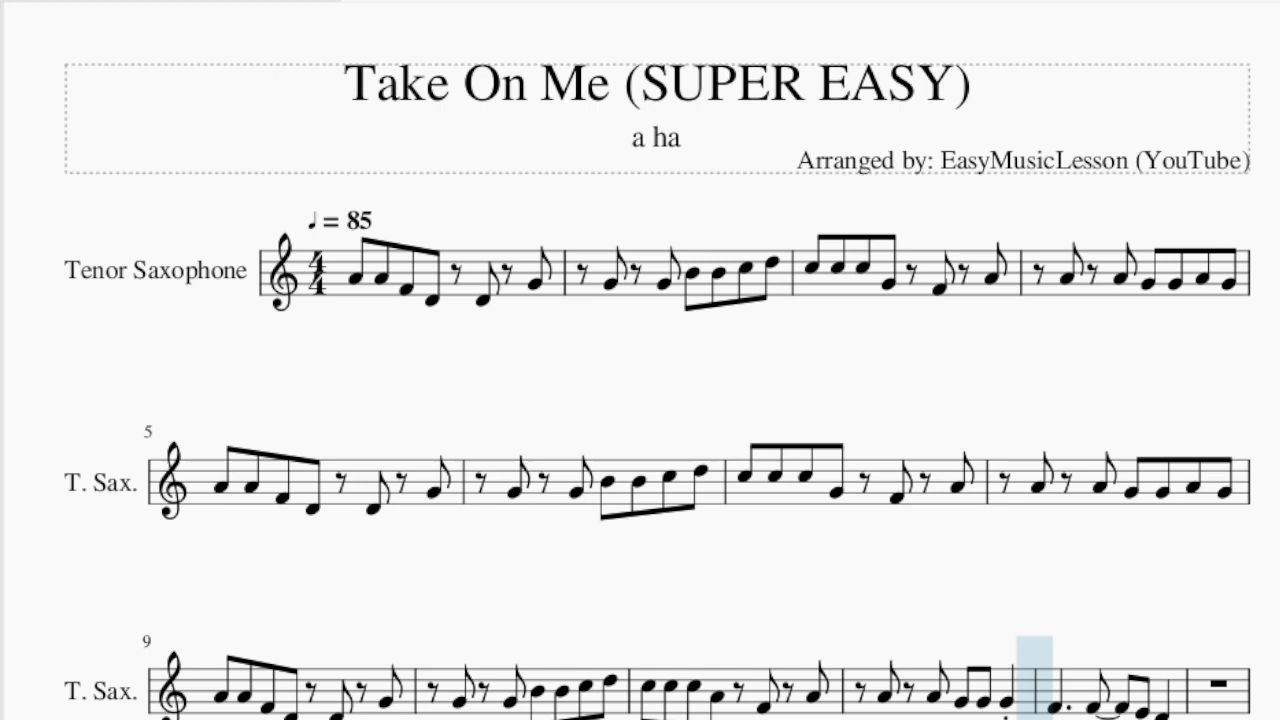 Take On Me (SUPER EASY)
a ha
Arranged by: EasyMusicLesson (YouTube)
♩ = 85
Tenor Saxophone
4
4
5
T. Sax.
9
T. Sax.